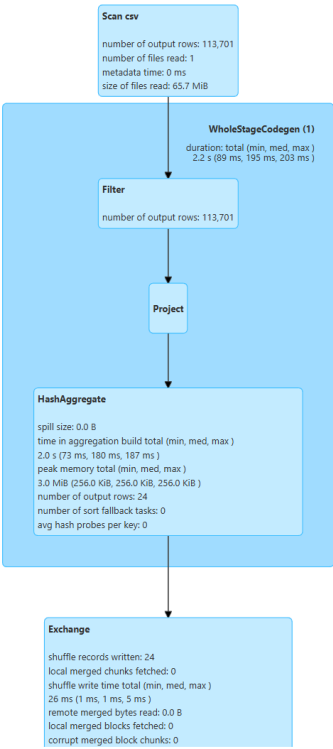 Scan csv
number of output rows: 113,701
number of files read: 1
metadata time: 0 ms
size of files read: 65.7 MiB
WholeStageCodegen (1)
duration: total (min, med, max )
2.2 s (89 ms, 195 ms, 203 ms )
Filter
number of output rows: 113,701
Project
HashAggregate
spill size: 0.0 B
time in aggregation build total (min, med, max )
2.0 s (73 ms, 180 ms, 187 ms )
peak memory total (min, med, max )
3.0 MiB (256.0 KiB, 256.0 KiB, 256.0 KiB )
number of output rows: 24
number of sort fallback tasks: 0
avg hash probes per key: 0
Exchange
shuffle records written: 24
local merged chunks fetched: 0
shuffle write time total (min, med, max )
26 ms (1 ms, 1 ms, 5 ms )
remote merged bytes read: 0.0 B
local merged blocks fetched: 0
corrupt merged block chunks: 0